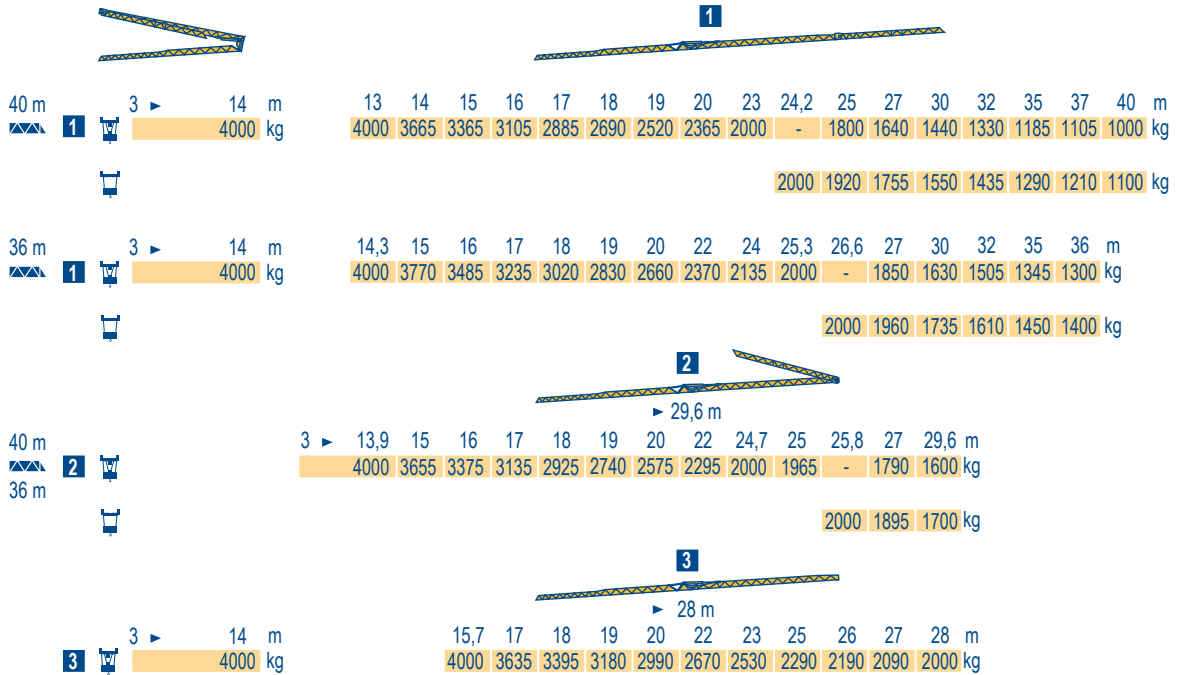 1
40 m 3 ► 14 m 13 14 15 16 17 18 19 20 23 24,2 25 27 30 32 35 37 40 m
1 4000 kg 4000 3665 3365 3105 2885 2690 2520 2365 2000 - 1800 1640 1440 1330 1185 1105 1000 kg
2000 1920 1755 1550 1435 1290 1210 1100 kg
36 m 3 ► 14 m 14,3 15 16 17 18 19 20 22 24 25,3 26,6 27 30 32 35 36 m
1 4000 kg 4000 3770 3485 3235 3020 2830 2660 2370 2135 2000 - 1850 1630 1505 1345 1300 kg
2000 1960 1735 1610 1450 1400 kg
2
► 29,6 m
40 m 3 ► 13,9 15 16 17 18 19 20 22 24,7 25 25,8 27 29,6 m
2 4000 3655 3375 3135 2925 2740 2575 2295 2000 1965 - 1790 1600 kg
36 m
2000 1895 1700 kg
3
► 28 m
3 ► 14 m 15,7 17 18 19 20 22 23 25 26 27 28 m
3 4000 kg 4000 3635 3395 3180 2990 2670 2530 2290 2190 2090 2000 kg